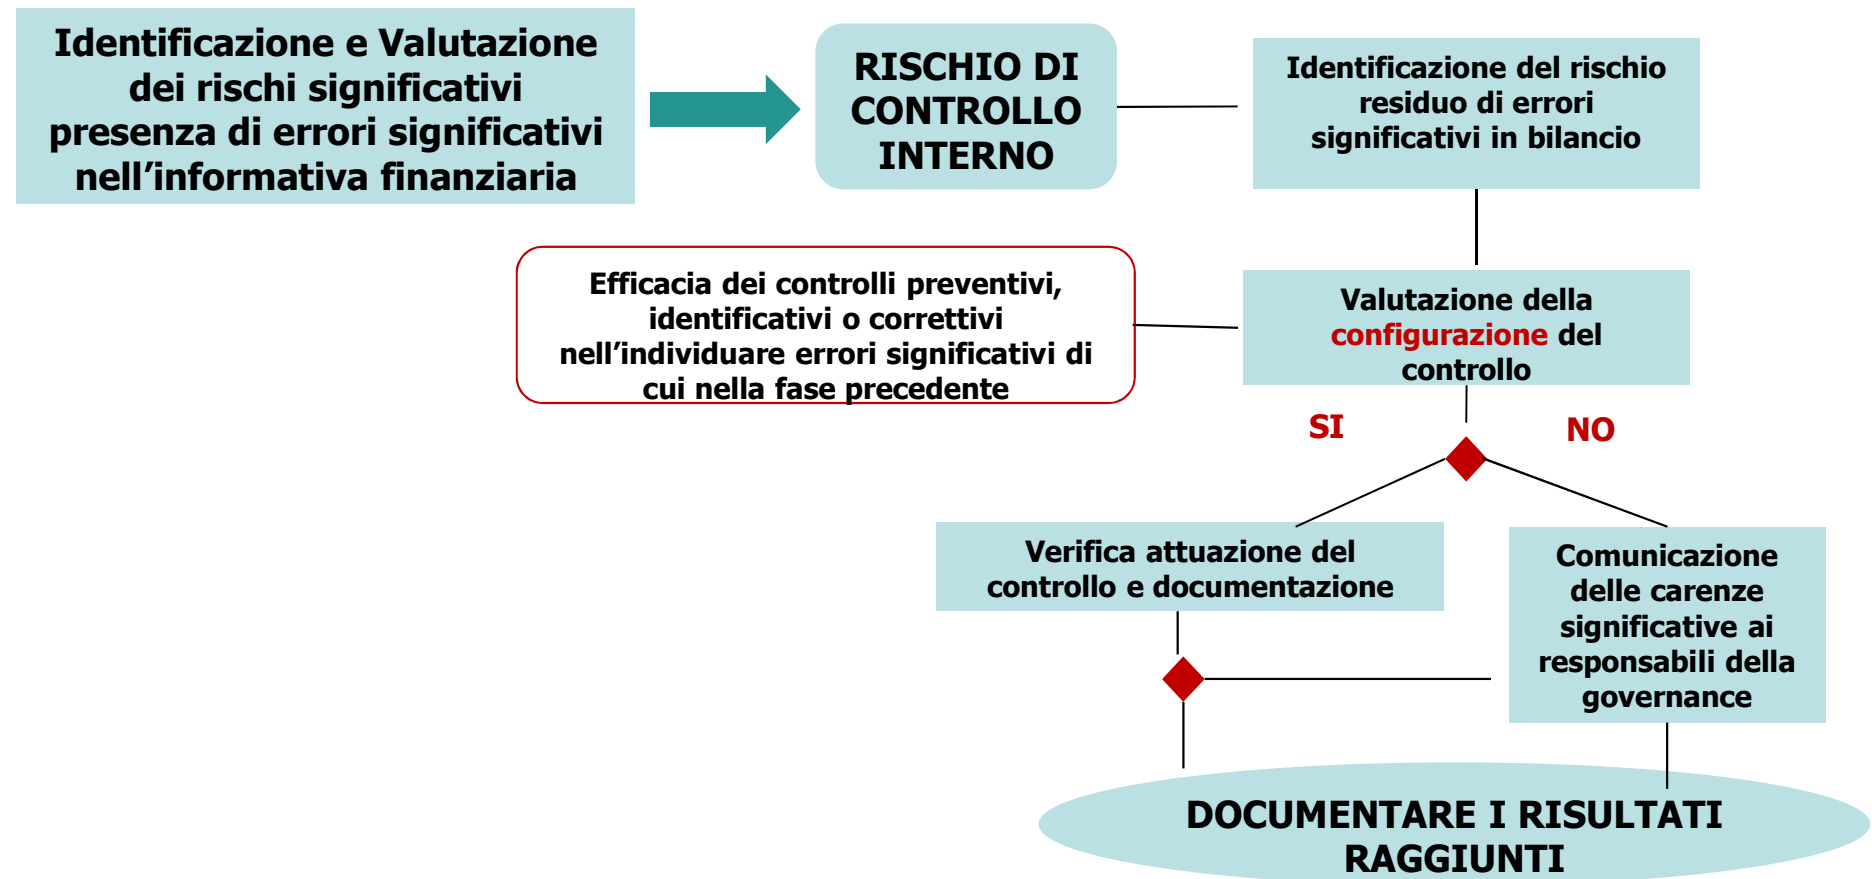 Identificazione e Valutazione
dei rischi significativi
presenza di errori significativi
nell’informativa finanziaria
RISCHIO DI
CONTROLLO
INTERNO
Identificazione del rischio
residuo di errori
significativi in bilancio
Efficacia dei controlli preventivi,
identificativi o correttivi
nell’individuare errori significativi di
cui nella fase precedente
Valutazione della
configurazione del
controllo
SI
NO
Verifica attuazione del
controllo e documentazione
Comunicazione
delle carenze
significative ai
responsabili della
governance
DOCUMENTARE I RISULTATI
RAGGIUNTI